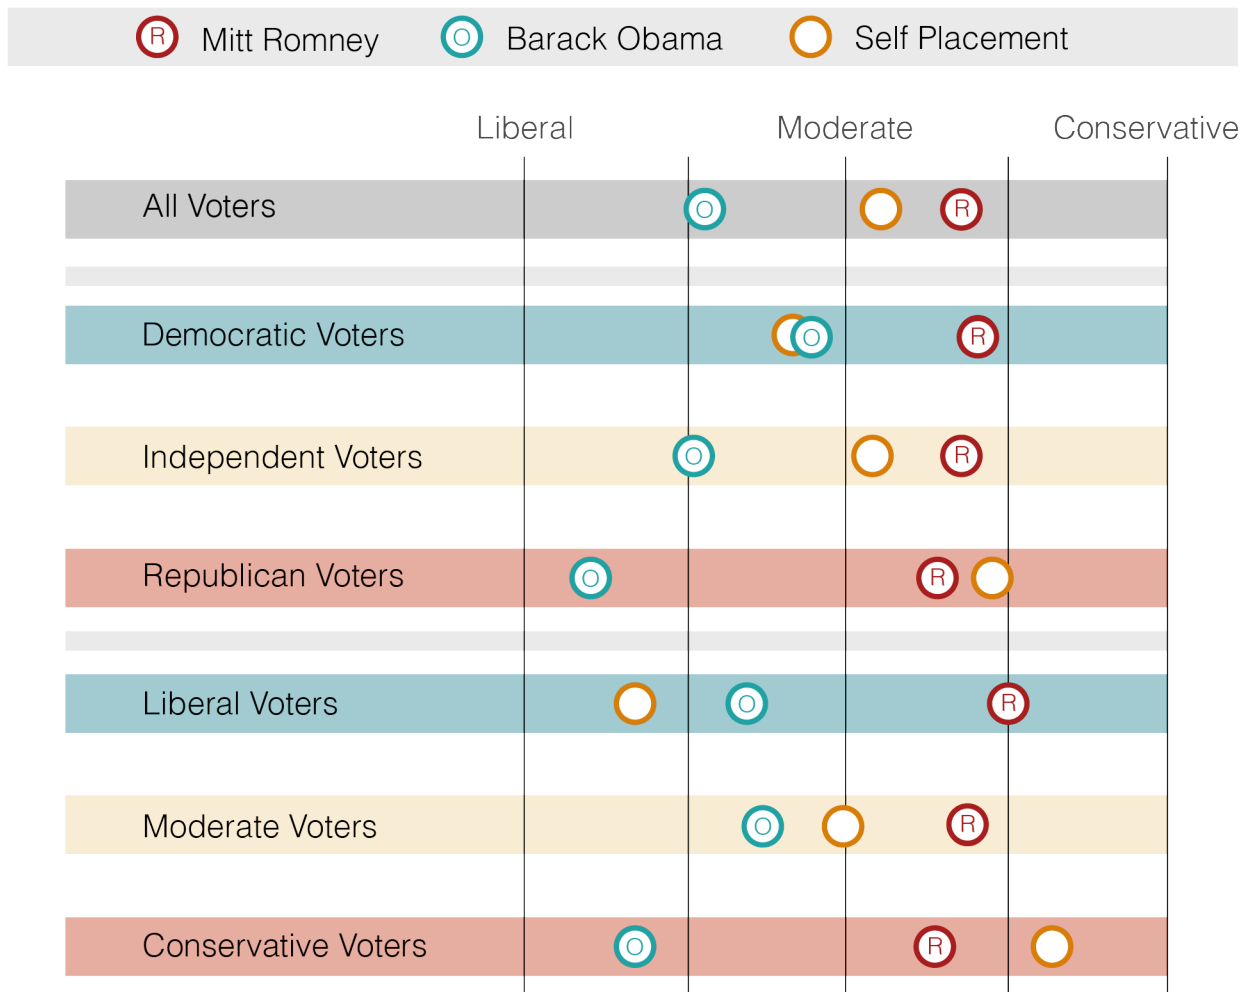 R Mitt Romney O Barack Obama Self Placement
Liberal Moderate Conservative
All Voters O R
Democratic Voters O R
Independent Voters O R
Republican Voters O R
Liberal Voters O R
Moderate Voters O R
Conservative Voters O R